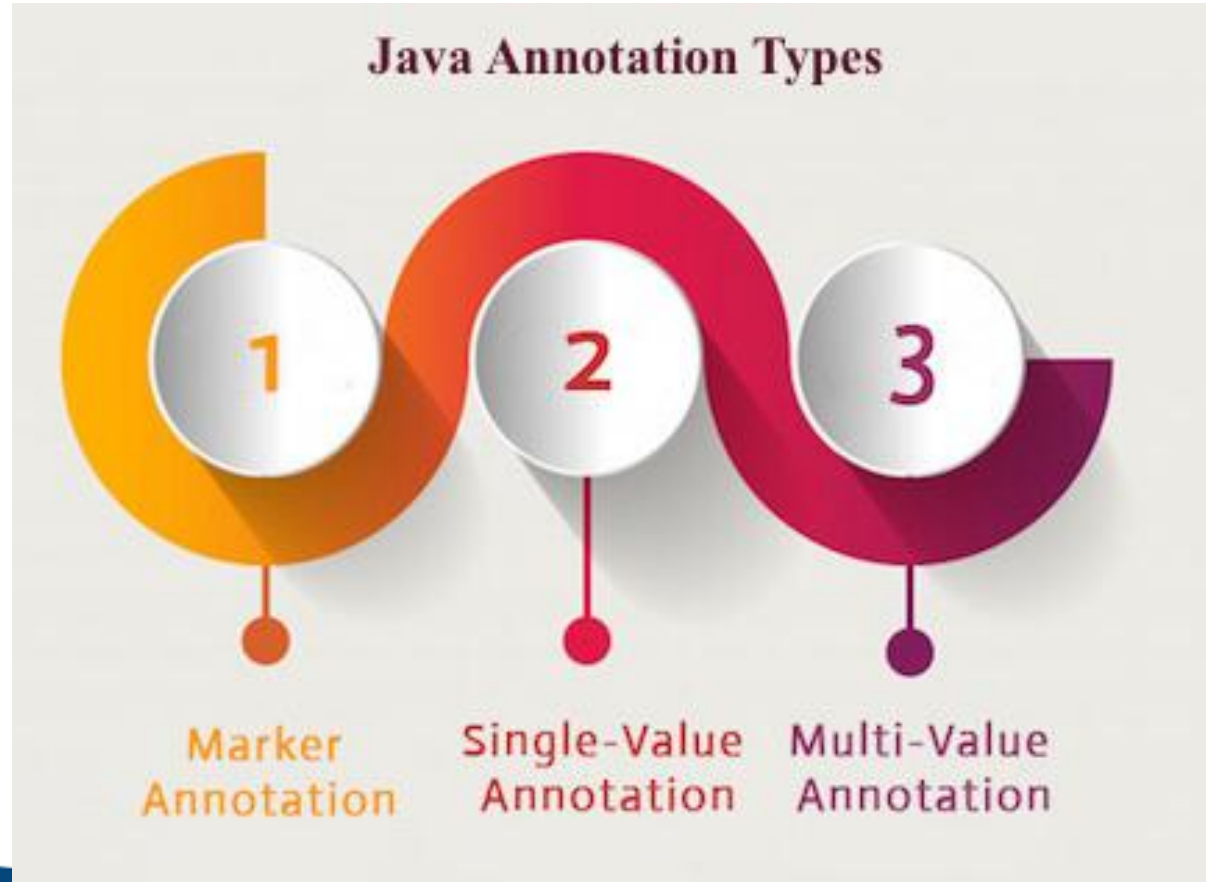 Java Annotation Types
1
2
3
Marker
Annotation
Single-Value
Annotation
Multi-Value
Annotation